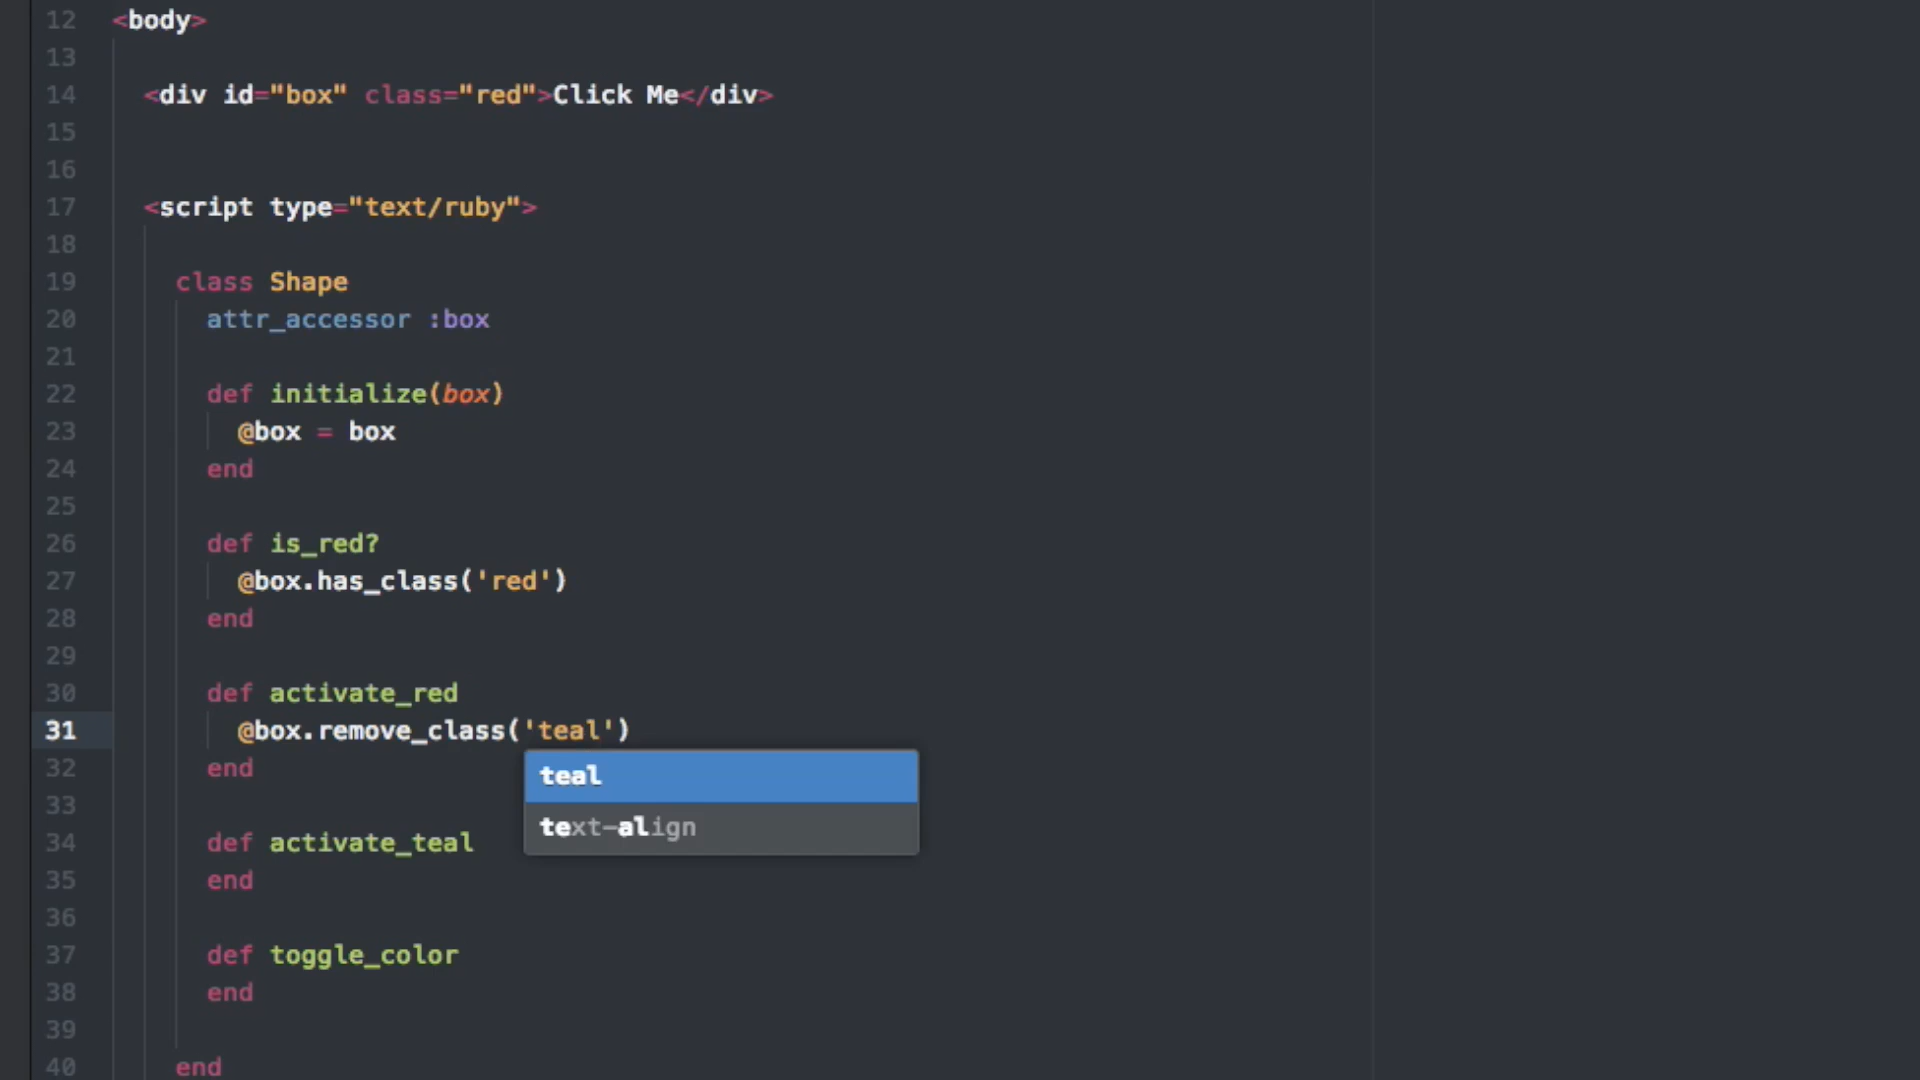 12 <body>
13
14 <div id="box" class="red">Click Me</div>
15
16
17 <script type="text/ruby">
18
19 class Shape
20 attr_accessor :box
21
22 def initialize(box)
23 @box = box
24 end
25
26 def is_red?
27 @box.has_class('red')
28 end
29
30 def activate_red
31 @box.remove_class('teal')
teal
32 end
text-align
33
34 def activate_teal
35 end
36
37 def toggle_color
38 end
39
40 end